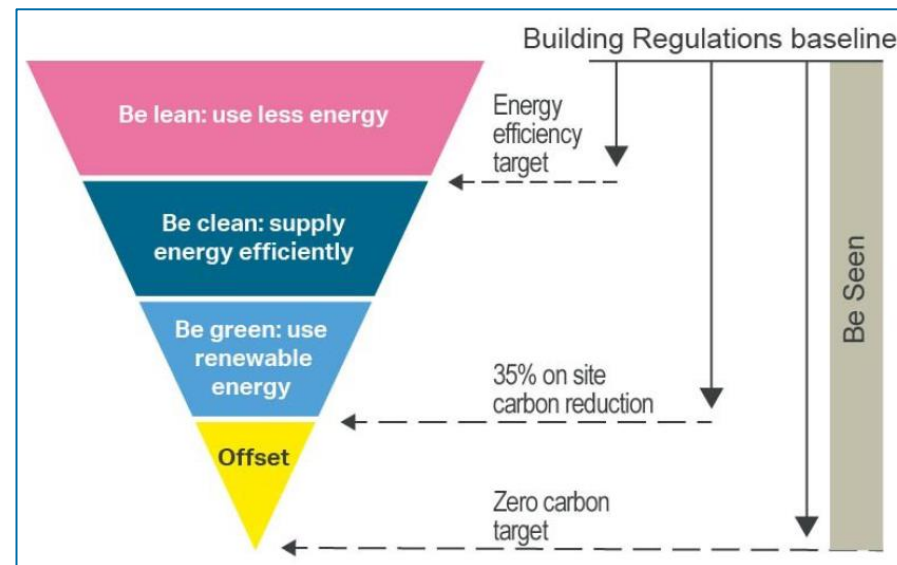 Building Regulations baseline
Be lean: use less energy
Energy
efficiency
target
Be clean: supply
energy efficiently
Be green: use
renewable
energy
35% on site
carbon reduction
Offset
Zero carbon
target
Be Seen